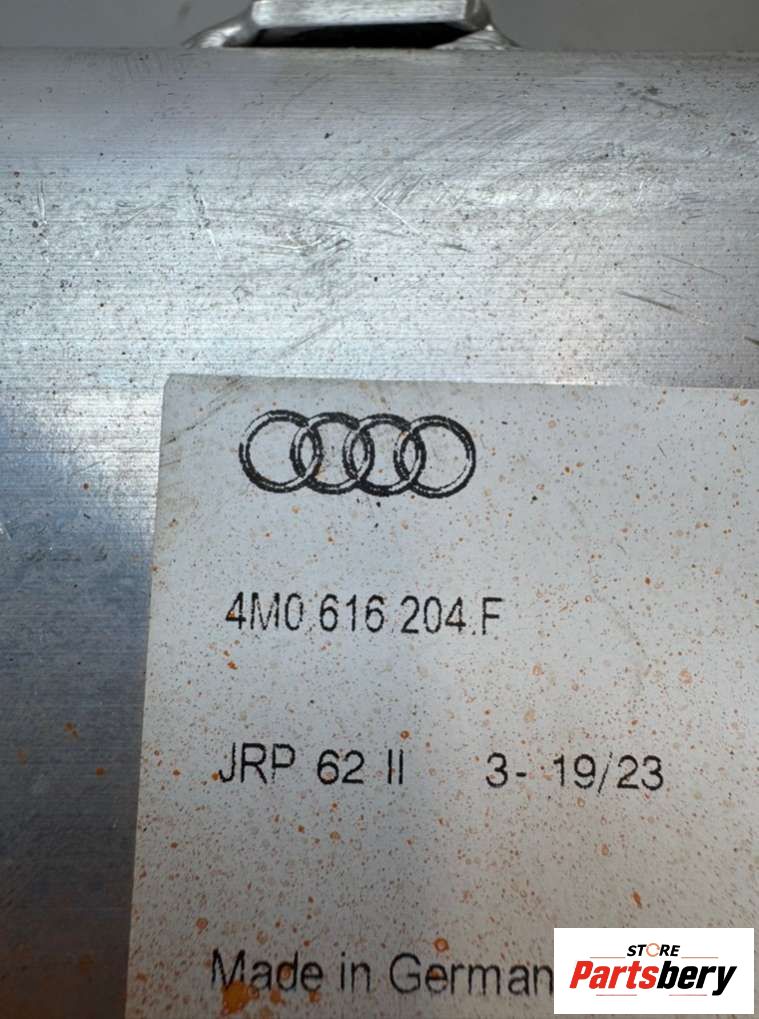 4M0.616 204.F
JRP 62 II 3- 19/23
Made in German
STORE
Partsbery